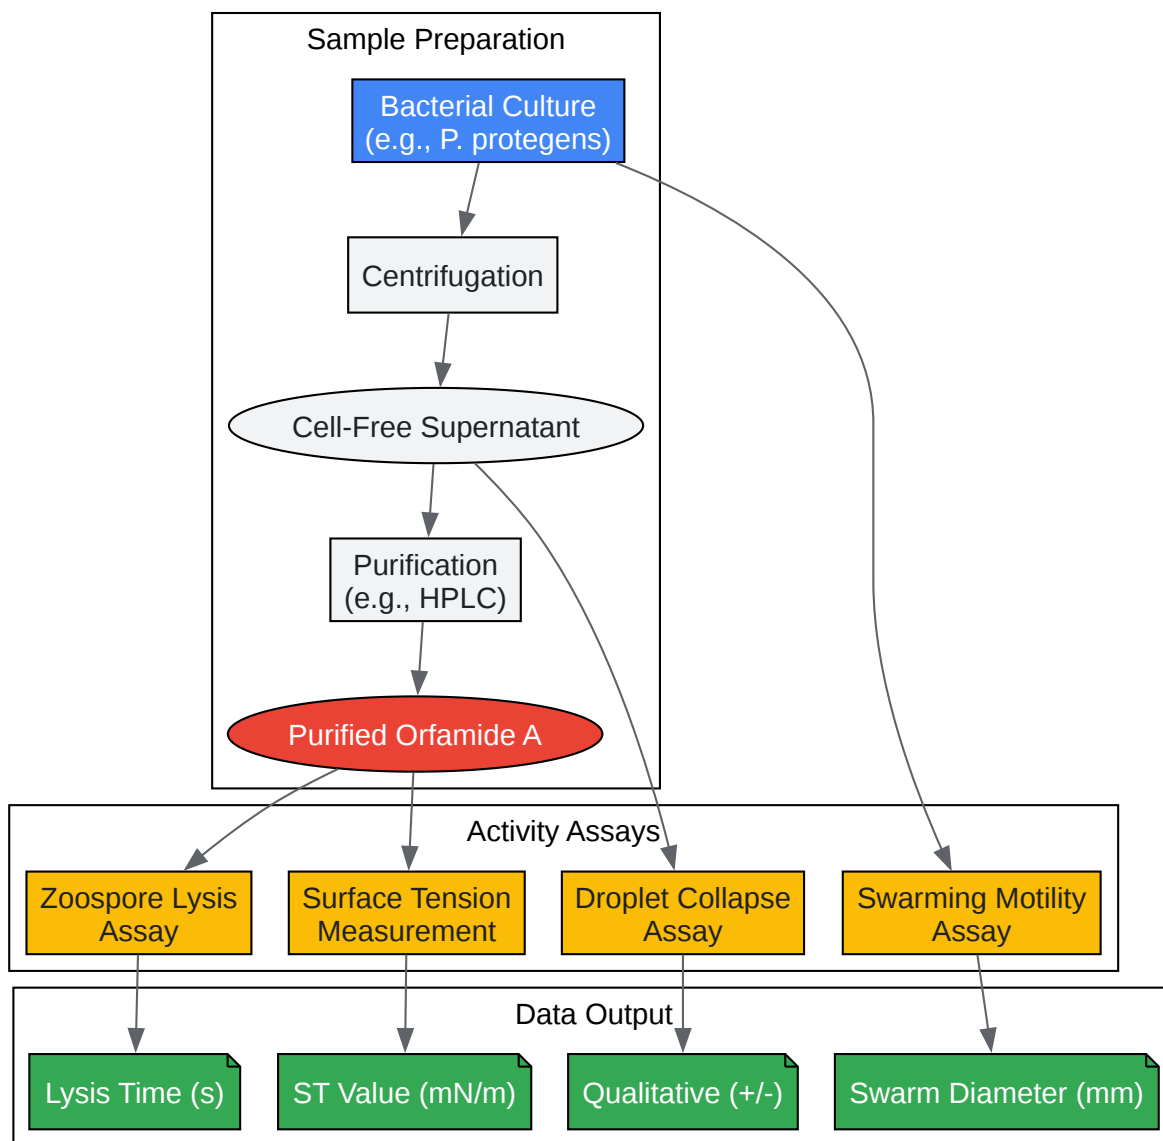 Sample Preparation
Bacterial Culture
(e.g., P. protegens)
Centrifugation
Cell-Free Supernatant
Purification
(e.g., HPLC)
Purified Orfamide A
Activity Assays
Zoospore Lysis
Assay
Surface Tension
Measurement
Droplet Collapse
Assay
Swarming Motility
Assay
Data Output
Lysis Time (s)
ST Value (mN/m)
Qualitative (+/-)
Swarm Diameter (mm)